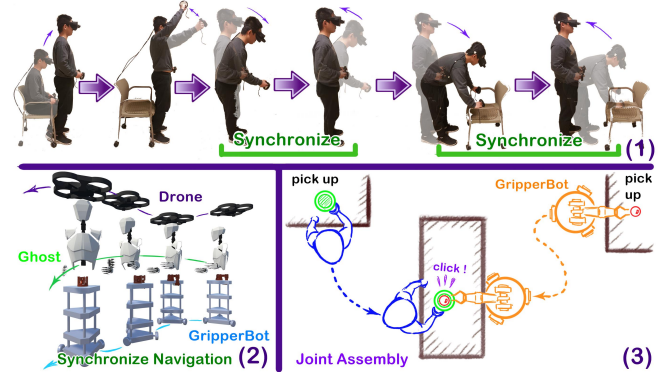 Synchronize
Synchronize
(1)
Drone
Ghost
GripperBot
Synchronize Navigation
(2)
pick up
GripperBot
pick
up
click !
Joint Assembly
(3)